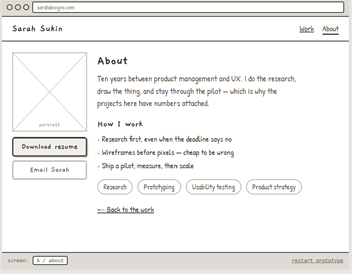 sarahdesigns.com
Sarah Sukin
Work
About
portrait
Download resume
Email Sarah
About
Ten years between product management and UX. I do the research,
draw the thing, and stay through the pilot — which is why the
projects here have numbers attached.
How I work
- Research first, even when the deadline says no
- Wireframes before pixels — cheap to be wrong
- Ship a pilot, measure, then scale
Research
Prototyping
Usability testing
Product strategy
← Back to the work
screen:
A / about
restart prototype